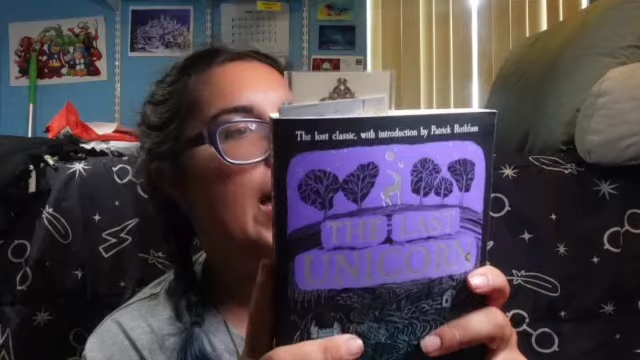 The lost classic, with introduction by Patrick Rothfuss
THE LAST
UNICORN